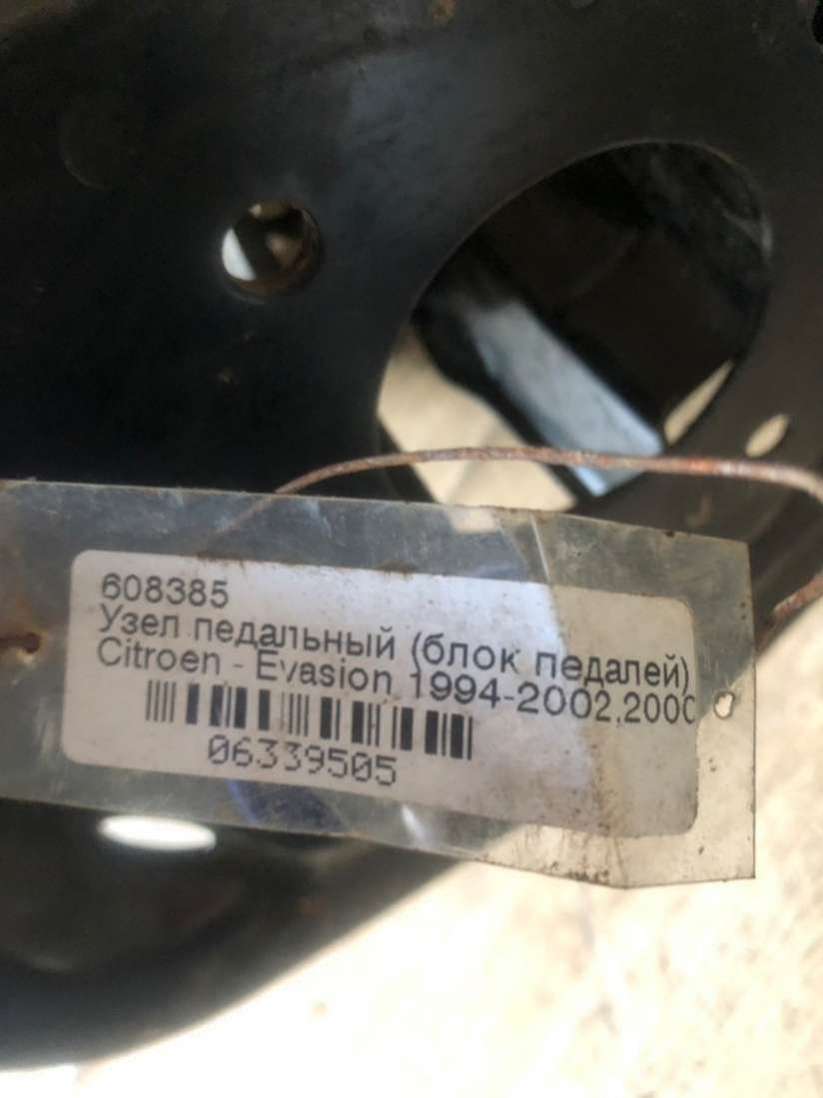 608385
Узел педальный (блок педалей)
Citroen - Evasion 1994-2002,2000
06339505